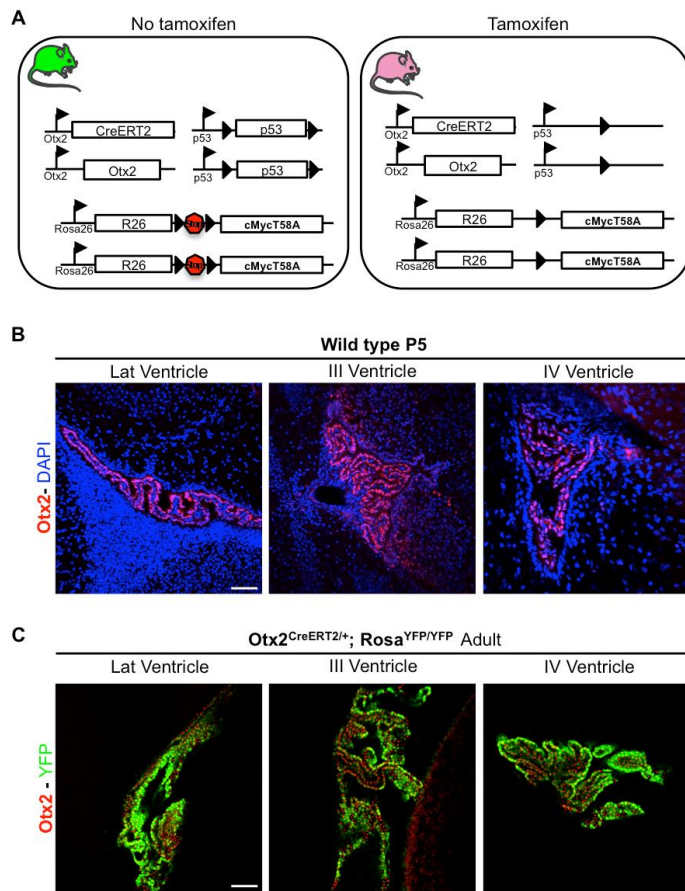 A
No tamoxifen
Tamoxifen
Otx2 CreERT2 p53 p53
Otx2 Otx2 p53 p53
Rosa26 R26 Stop cMycT58A
Rosa26 R26 Stop cMycT58A
Otx2 CreERT2 p53
Otx2 Otx2 p53
Rosa26 R26 cMycT58A
Rosa26 R26 cMycT58A
B
Wild type P5
Lat Ventricle III Ventricle IV Ventricle
Otx2- DAPI
C
Otx2CreERT2/+; RosaYFP/YFP Adult
Lat Ventricle III Ventricle IV Ventricle
Otx2 - YFP